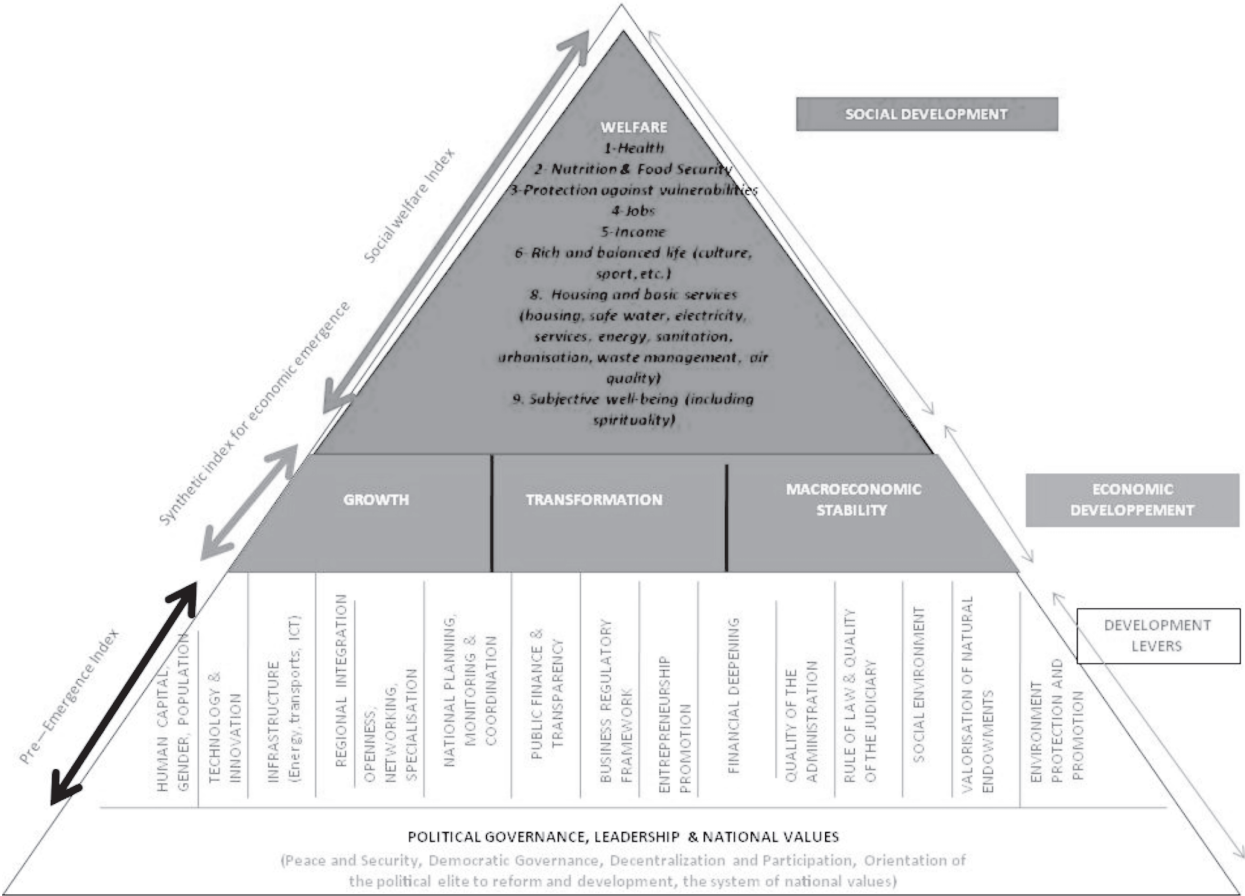 SOCIAL DEVELOPMENT
WELFARE
1-Health
2- Nutrition & Food Security
3-Protection against vulnerabilities
4-Jobs
5-Income
6- Rich and balanced life (culture,
sport, etc.)
8. Housing and basic services
(housing, safe water, electricity,
services, energy, sanitation,
urbanisation, waste management, air
quality)
9. Subjective well-being (including
spirituality)
Social welfare Index
Synthetic index for economic emergence
Pre—Emergence Index
GROWTH
TRANSFORMATION
MACROECONOMIC
STABILITY
ECONOMIC
DEVELOPPEMENT
DEVELOPMENT
LEVERS
HUMAN CAPITAL,
GENDER, POPULATION
TECHNOLOGY &
INNOVATION
INFRASTRUCTURE
(Energy, transports, ICT)
REGIONAL INTEGRATION
OPENNESS,
NETWORKING,
SPECIALISATION
NATIONAL PLANNING,
MONITORING &
COORDINATION
PUBLIC FINANCE &
TRANSPARENCY
BUSINESS REGULATORY
FRAMEWORK
ENTREPRENEURSHIP
PROMOTION
FINANCIAL DEEPENING
QUALITY OF THE
ADMINISTRATION
RULE OF LAW & QUALITY
OF THE JUDICIARY
SOCIAL ENVIRONMENT
VALORISATION OF NATURAL
ENDOWMENTS
ENVIRONMENT
PROTECTION AND
PROMOTION
POLITICAL GOVERNANCE, LEADERSHIP & NATIONAL VALUES
(Peace and Security, Democratic Governance, Decentralization and Participation, Orientation of
the political elite to reform and development, the system of national values)